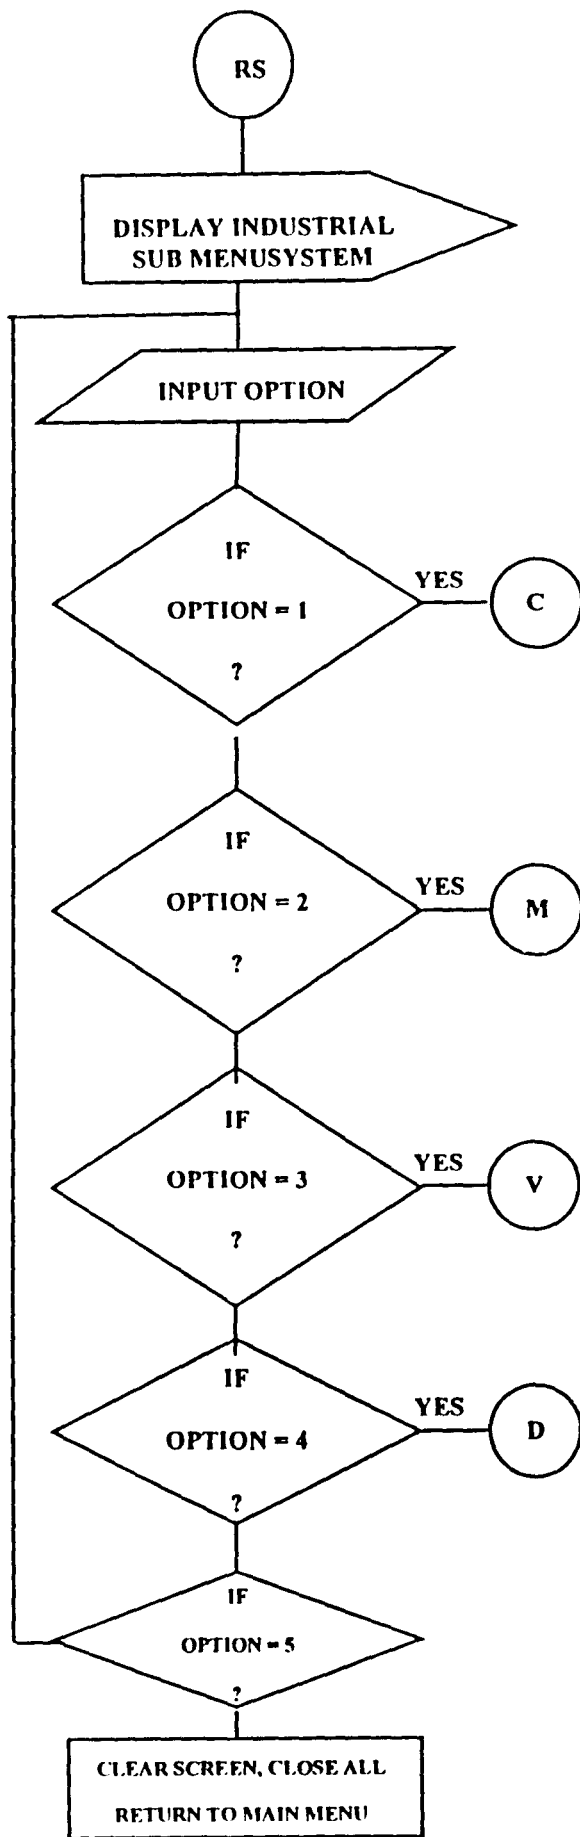 RS
DISPLAY INDUSTRIAL
SUB MENUSYSTEM
INPUT OPTION
IF
OPTION = 1
?
YES
C
IF
OPTION = 2
?
YES
M
IF
OPTION = 3
?
YES
V
IF
OPTION = 4
?
YES
D
IF
OPTION = 5
?
CLEAR SCREEN, CLOSE ALL
RETURN TO MAIN MENU